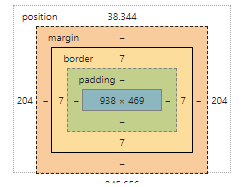 position 38.344
margin –
border 7
padding –
204 – 7 – 938 × 469 – 7 – 204
–
7
–